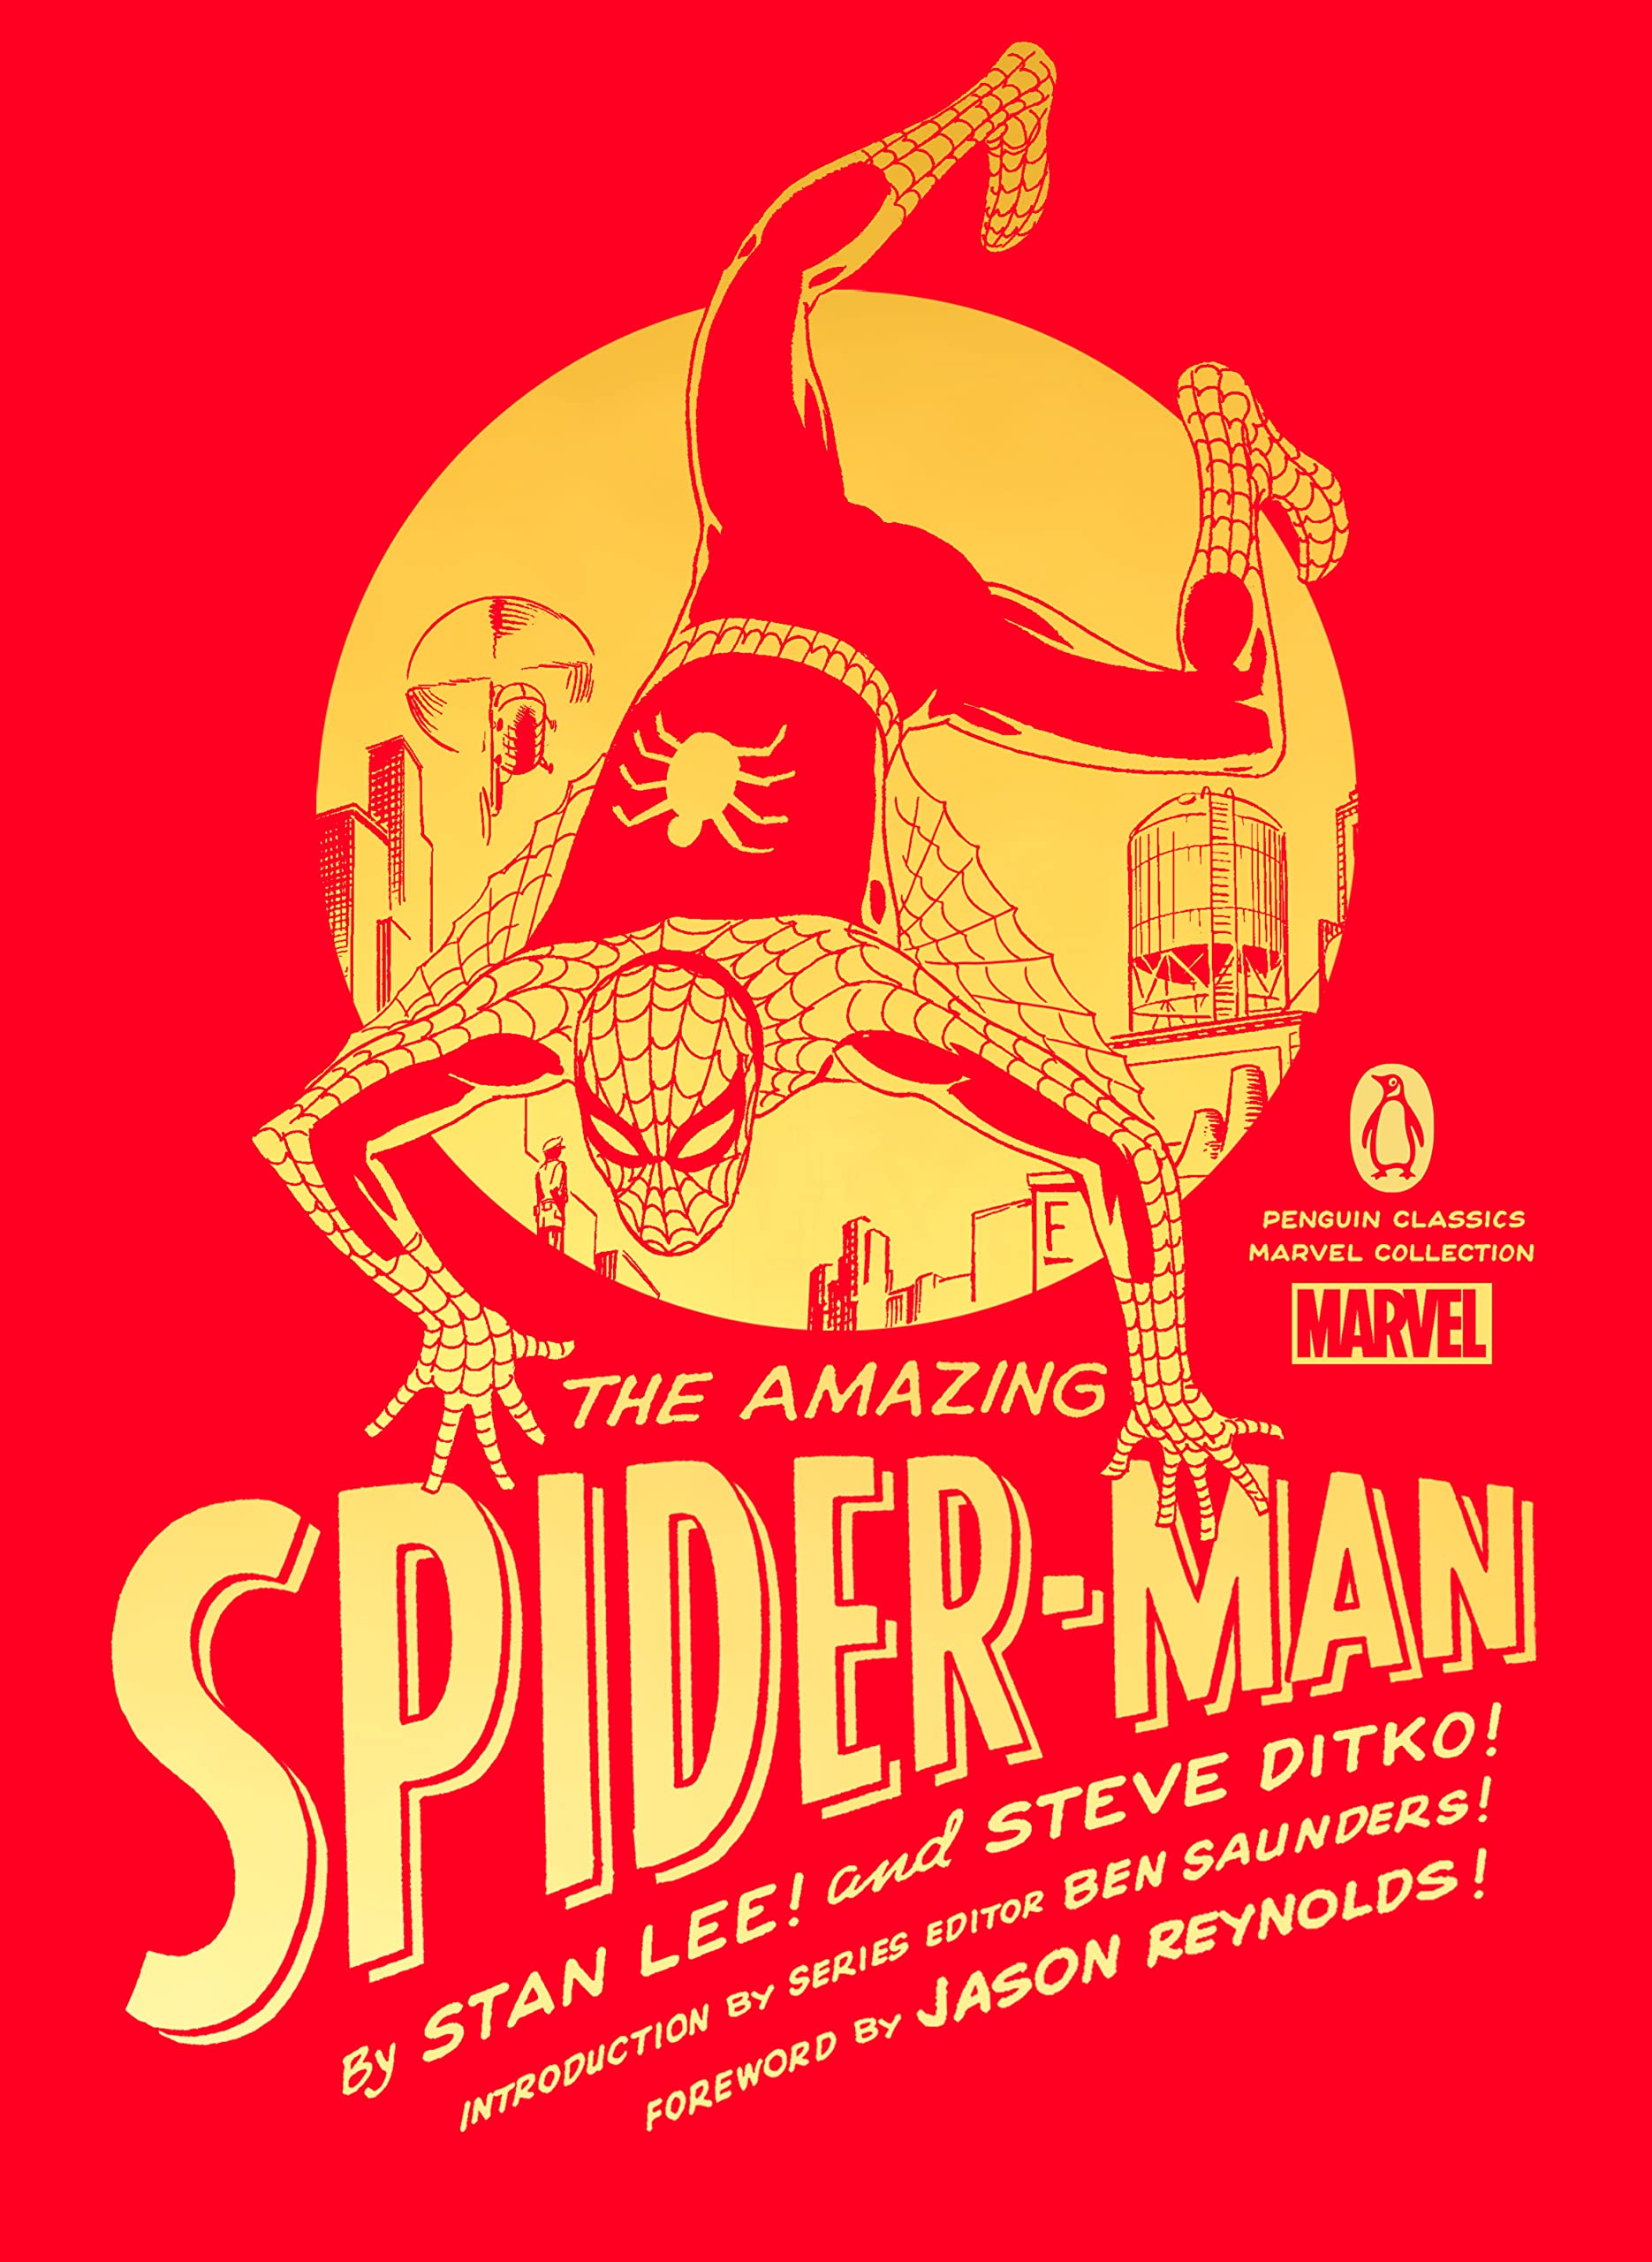 PENGUIN CLASSICS
MARVEL COLLECTION
MARVEL
THE AMAZING
SPIDER-MAN
By STAN LEE! and STEVE DITKO!
INTRODUCTION BY SERIES EDITOR BEN SAUNDERS!
FOREWORD BY JASON REYNOLDS!